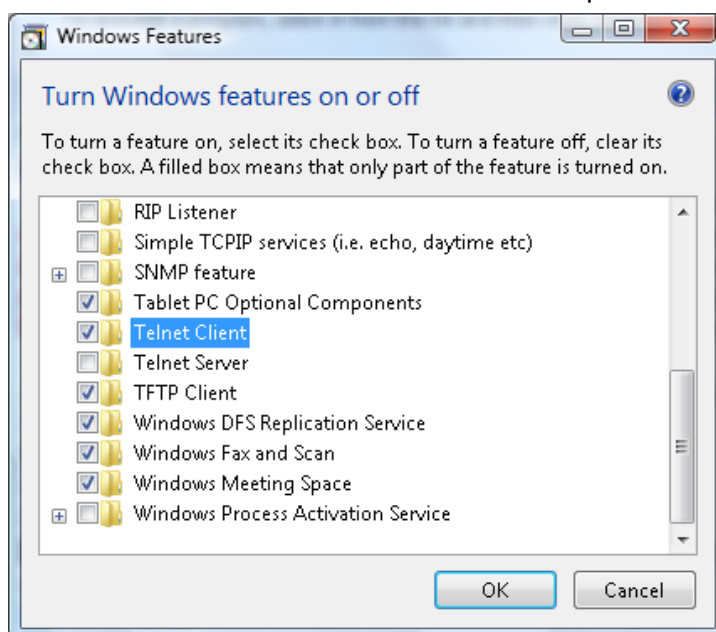 Windows Features
Turn Windows features on or off
To turn a feature on, select its check box. To turn a feature off, clear its
check box. A filled box means that only part of the feature is turned on.
RIP Listener
Simple TCPIP services (i.e. echo, daytime etc)
SNMP feature
Tablet PC Optional Components
Telnet Client
Telnet Server
TFTP Client
Windows DFS Replication Service
Windows Fax and Scan
Windows Meeting Space
Windows Process Activation Service
OK Cancel